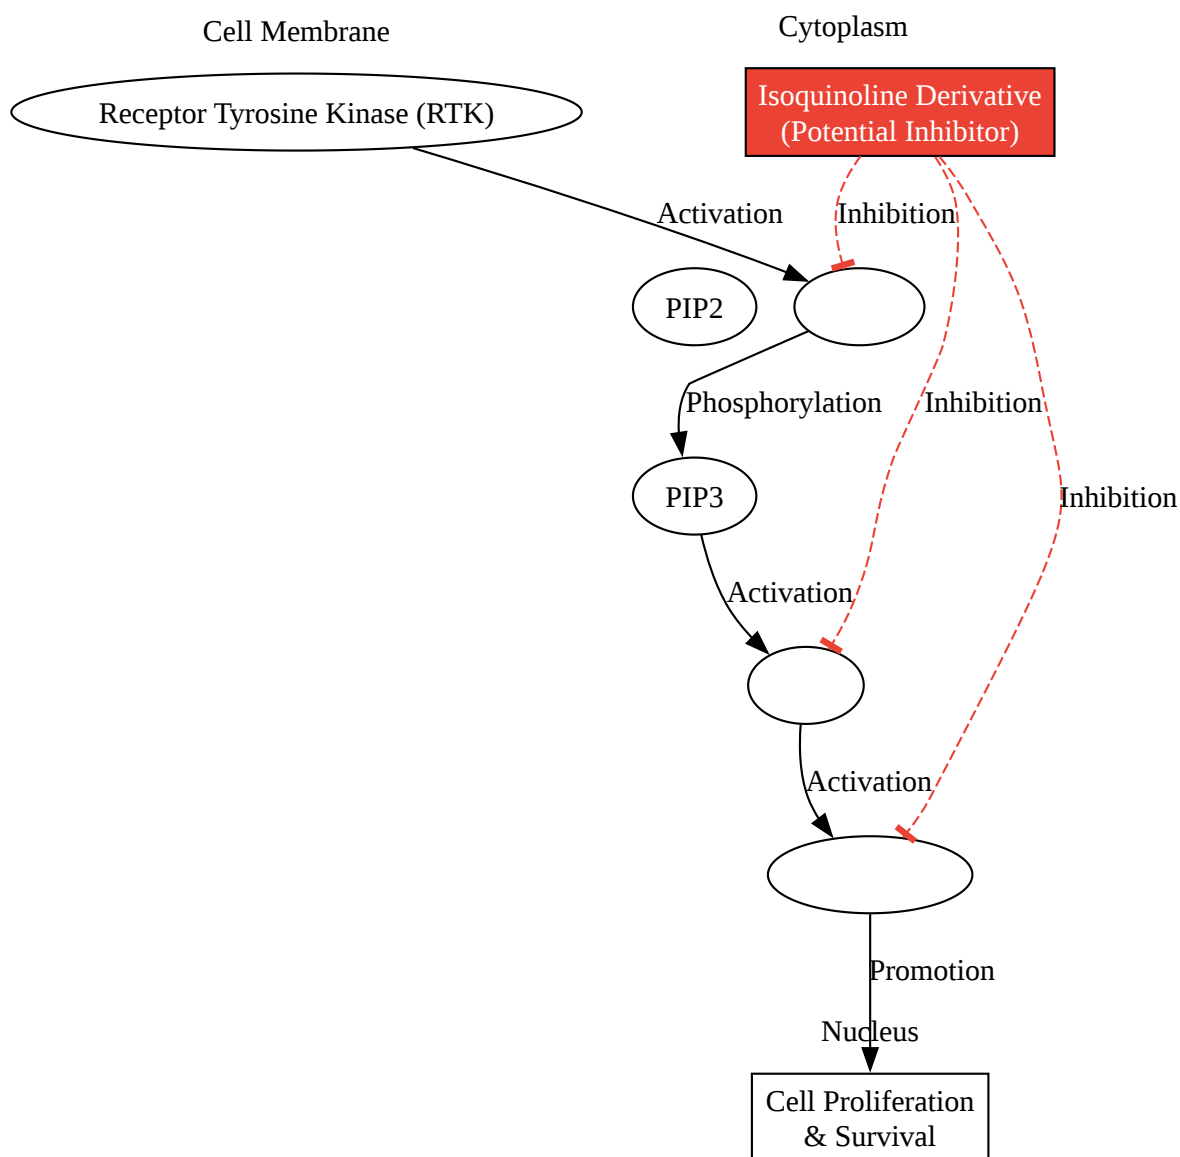 Cell Membrane
Cytoplasm
Receptor Tyrosine Kinase (RTK)
Isoquinoline Derivative
(Potential Inhibitor)
Activation
Inhibition
PIP2
Phosphorylation
Inhibition
PIP3
Inhibition
Activation
Activation
Promotion
Nucleus
Cell Proliferation
& Survival